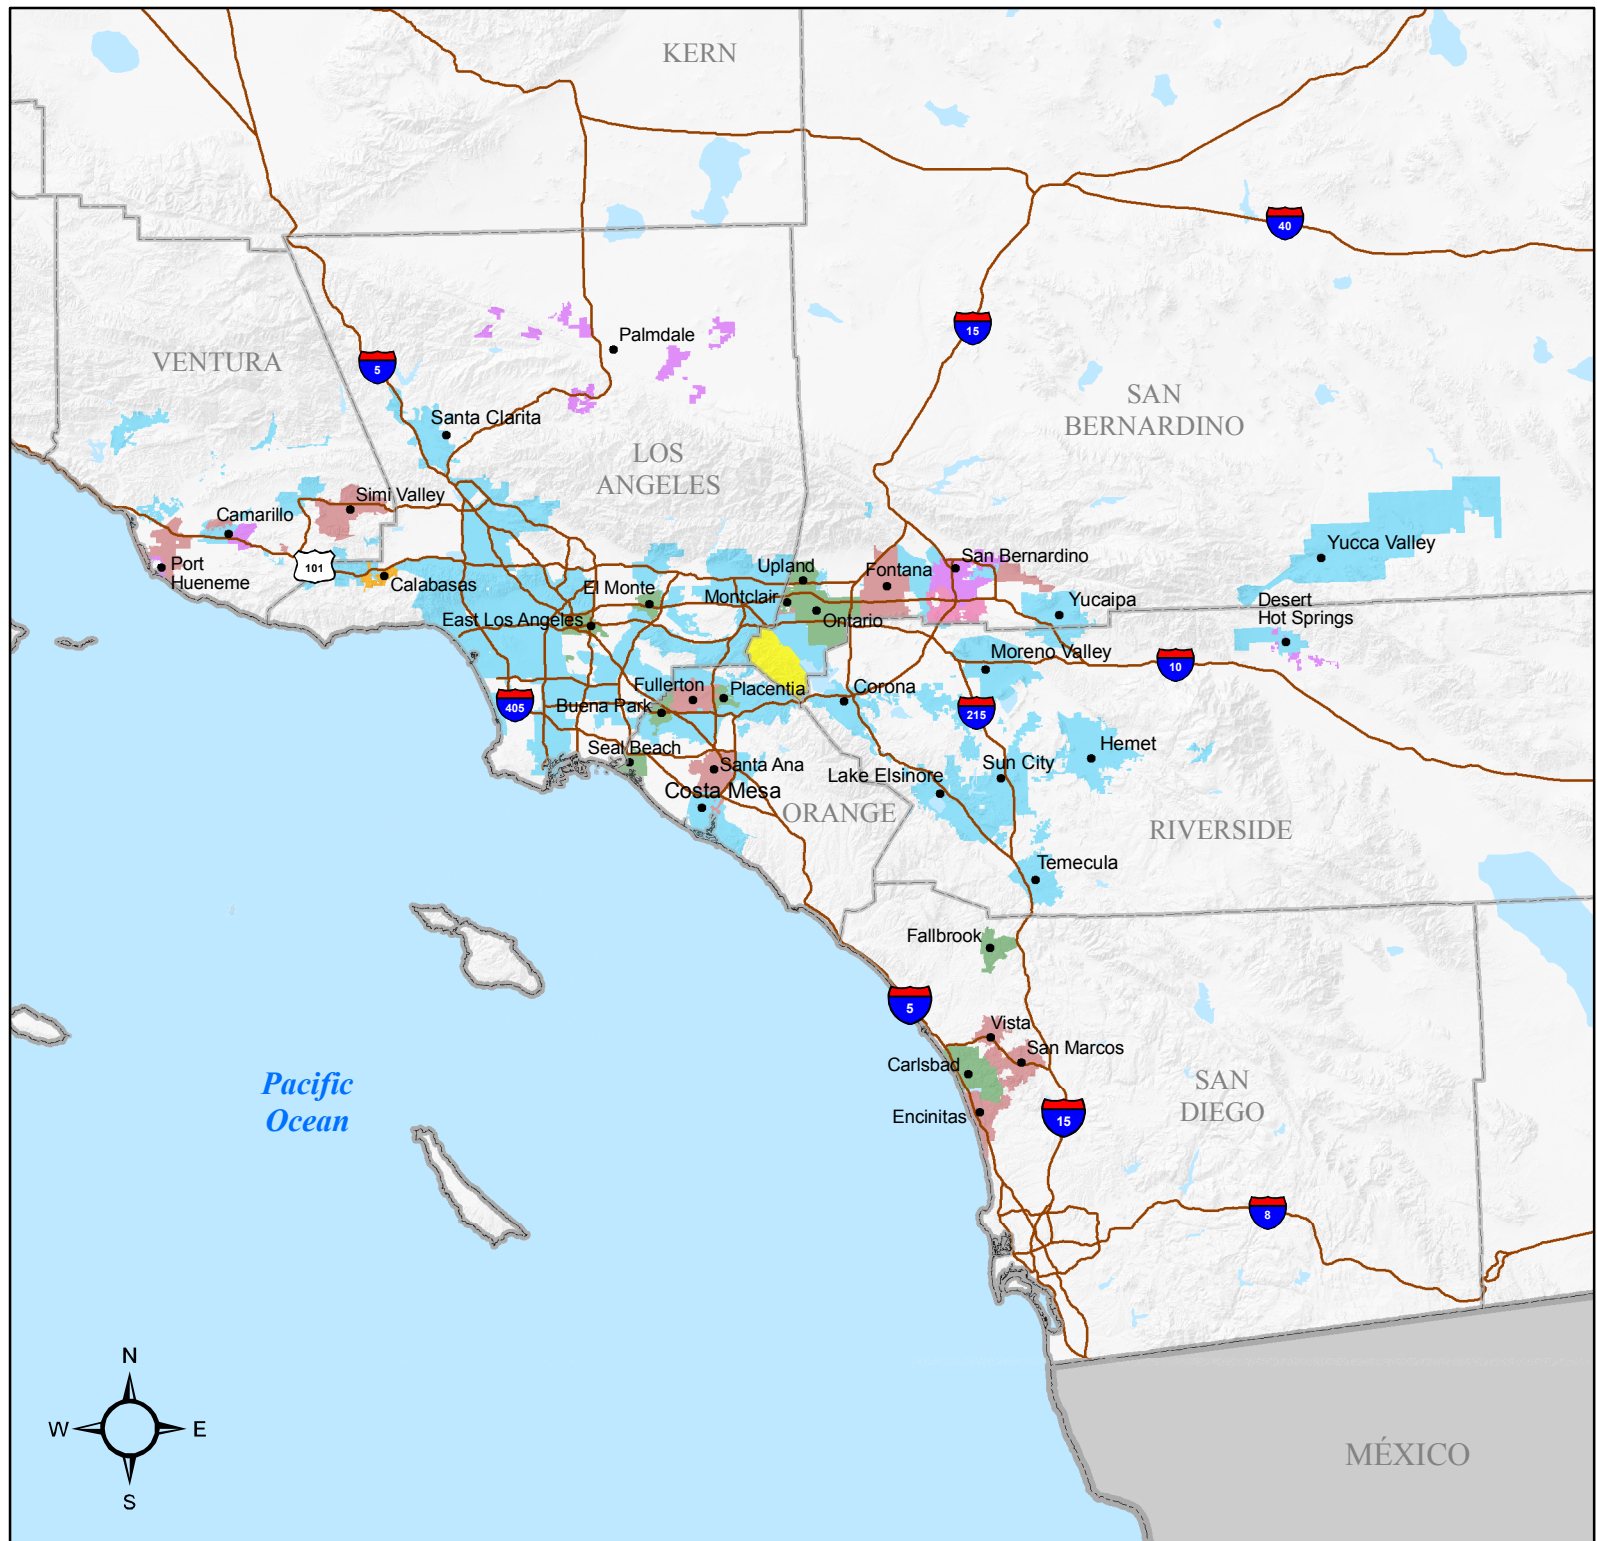 KERN
40
15
Palmdale
VENTURA
5
SAN
BERNARDINO
Santa Clarita
LOS
ANGELES
Simi Valley
Camarillo
Port
Hueneme
101
Calabasas
El Monte
East Los Angeles
Upland
Montclair
Ontario
Fontana
San Bernardino
Yucca Valley
Yucaipa
Desert
Hot Springs
Moreno Valley
10
Fullerton
Placentia
Corona
405
Buena Park
215
Seal Beach
Santa Ana
Costa Mesa
ORANGE
Lake Elsinore
Sun City
Hemet
RIVERSIDE
Temecula
Fallbrook
5
Vista
San Marcos
Carlsbad
Encinitas
15
SAN
DIEGO
Pacific
Ocean
8
N
W
E
S
MÉXICO